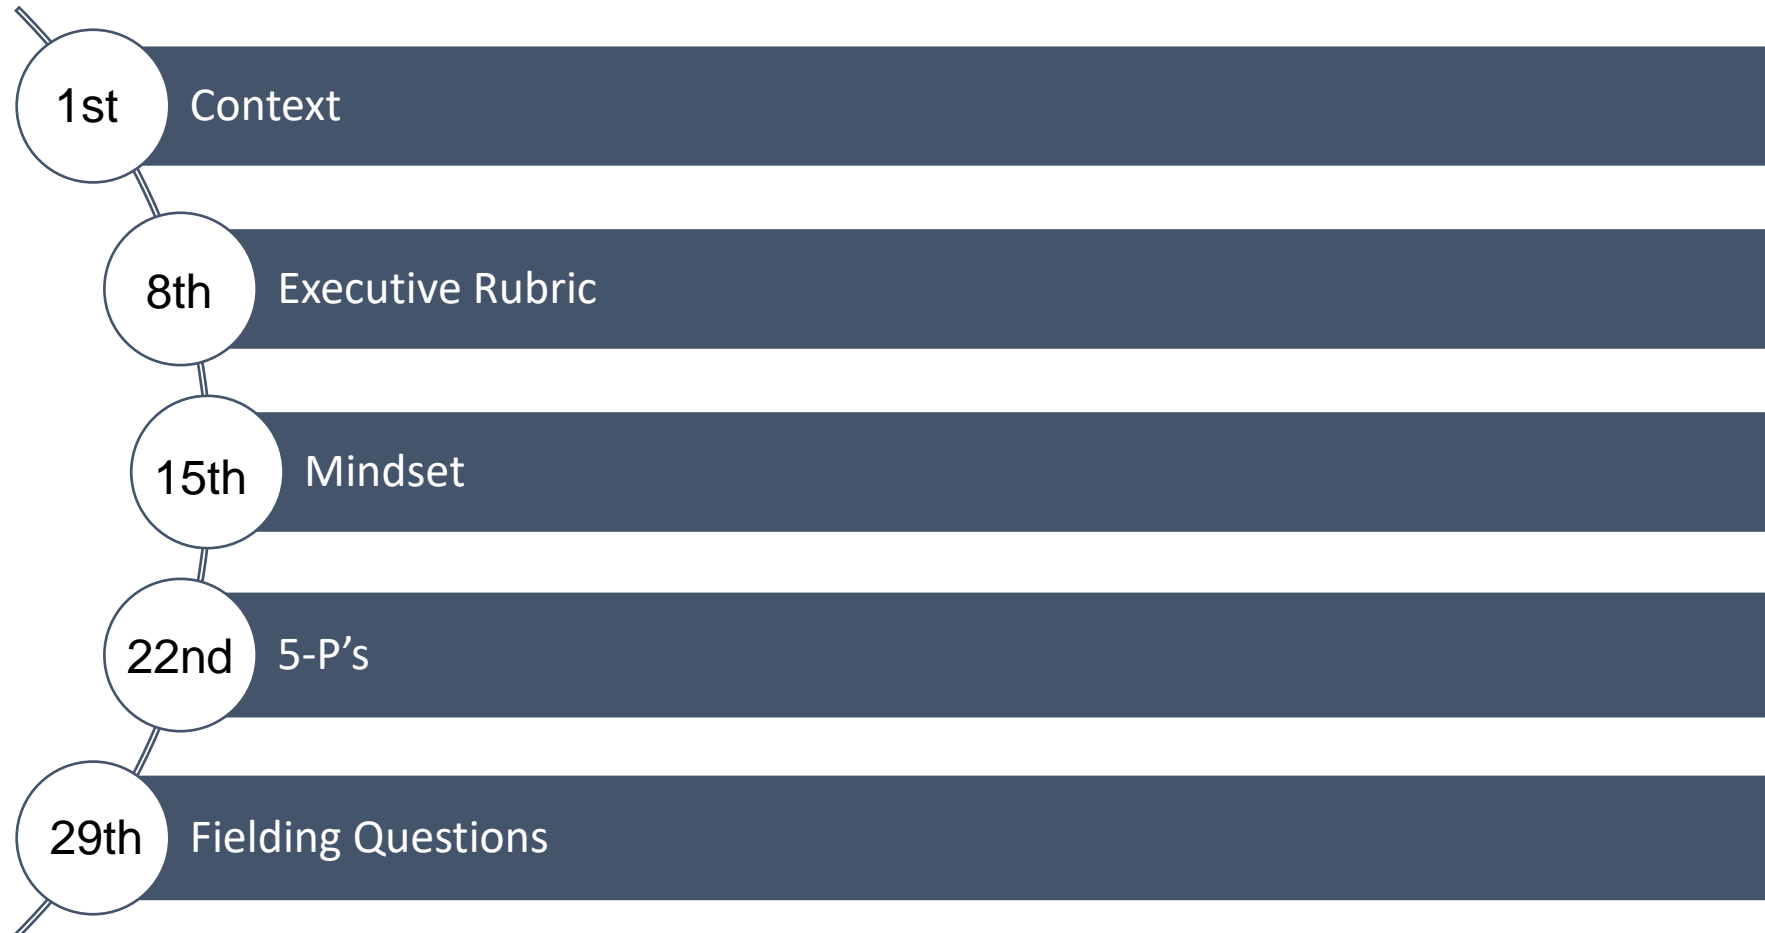 1st Context
8th Executive Rubric
15th Mindset
22nd 5-P’s
29th Fielding Questions